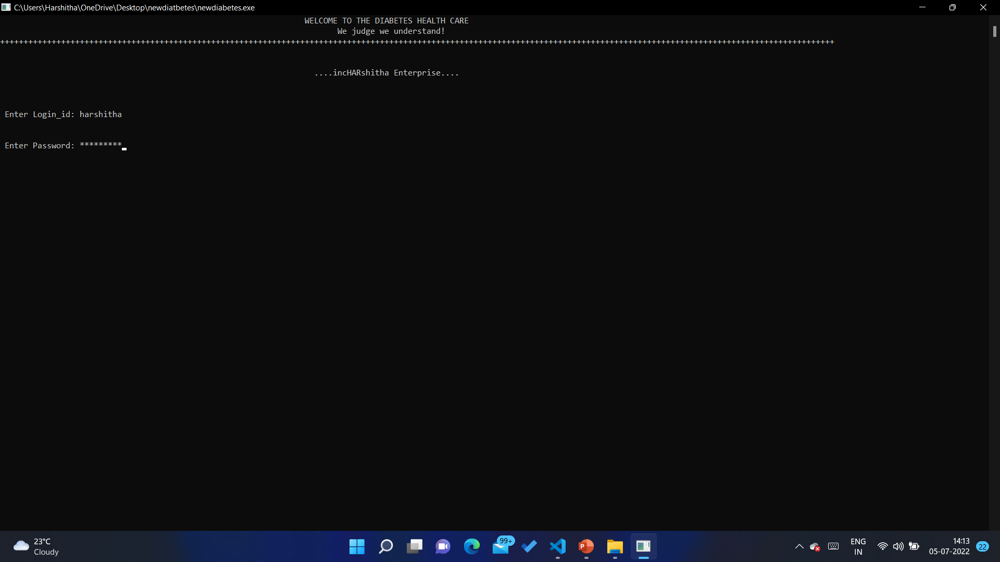 C:\Users\Harshitha\OneDrive\Desktop\newdiatbetes\newdiabetes.exe
WELCOME TO THE DIABETES HEALTH CARE
We judge we understand!
++++++++++++++++++++++++++++++++++++++++++++++++++++++++++++++++++++++++++++++++++++++++++++++++++++++++++++++++++++++++++++++++++++++++++++++++++++++++++++++++++++++++++++++++++
....incHARshitha Enterprise....
Enter Login_id: harshitha
Enter Password: *********
23°C
Cloudy
99+
P
ENG
IN
14:13
05-07-2022
22